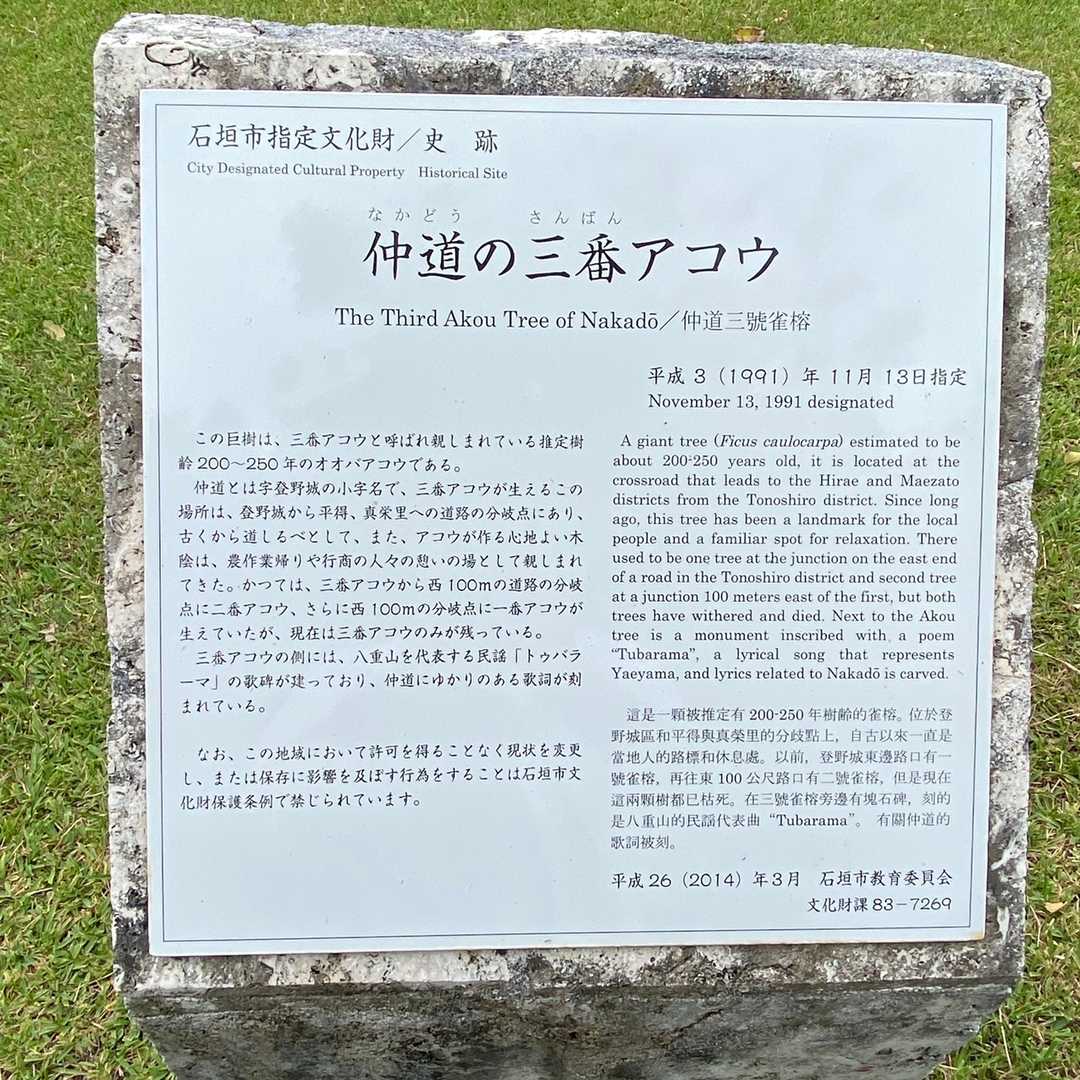 石垣市指定文化財／史　跡
City Designated Cultural Property　Historical Site
なかどう　さんばん
仲道の三番アコウ
The Third Akou Tree of Nakadō／仲道三號雀榕
平成 3（1991）年 11月 13日指定
November 13, 1991 designated
この巨樹は、三番アコウと呼ばれ親しまれている推定樹
齢 200～250 年のオオバアコウである。
仲道とは字登野城の小字名で、三番アコウが生えるこの
場所は、登野城から平得、真栄里への道路の分岐点にあり、
古くから道しるべとして、また、アコウが作る心地よい木
陰は、農作業帰りや行商の人々の憩いの場として親しまれ
てきた。かつては、三番アコウから西 100mの道路の分岐
点に二番アコウ、さらに西 100mの分岐点に一番アコウが
生えていたが、現在は三番アコウのみが残っている。
三番アコウの側には、八重山を代表する民謡「トゥバラ
ーマ」の歌碑が建っており、仲道にゆかりのある歌詞が刻
まれている。
なお、この地域において許可を得ることなく現状を変更
し、または保存に影響を及ぼす行為をすることは石垣市文
化財保護条例で禁じられています。
A giant tree (Ficus caulocarpa) estimated to be
about 200-250 years old, it is located at the
crossroad that leads to the Hirae and Maezato
districts from the Tonoshiro district. Since long
ago, this tree has been a landmark for the local
people and a familiar spot for relaxation. There
used to be one tree at the junction on the east end
of a road in the Tonoshiro district and second tree
at a junction 100 meters east of the first, but both
trees have withered and died. Next to the Akou
tree is a monument inscribed with a poem
“Tubarama”, a lyrical song that represents
Yaeyama, and lyrics related to Nakadō is carved.
這是一顆被推定有 200-250 年樹齡的雀榕。位於登
野城區和平得與真榮里的分歧點上，自古以來一直是
當地人的路標和休息處。以前，登野城東邊路口有一
號雀榕，再往東 100 公尺路口有二號雀榕，但是現在
這兩顆樹都已枯死。在三號雀榕旁邊有塊石碑，刻的
是八重山的民謠代表曲 “Tubarama”。 有關仲道的
歌詞被刻。
平成 26（2014）年 3月　石垣市教育委員会
文化財課 83－7269